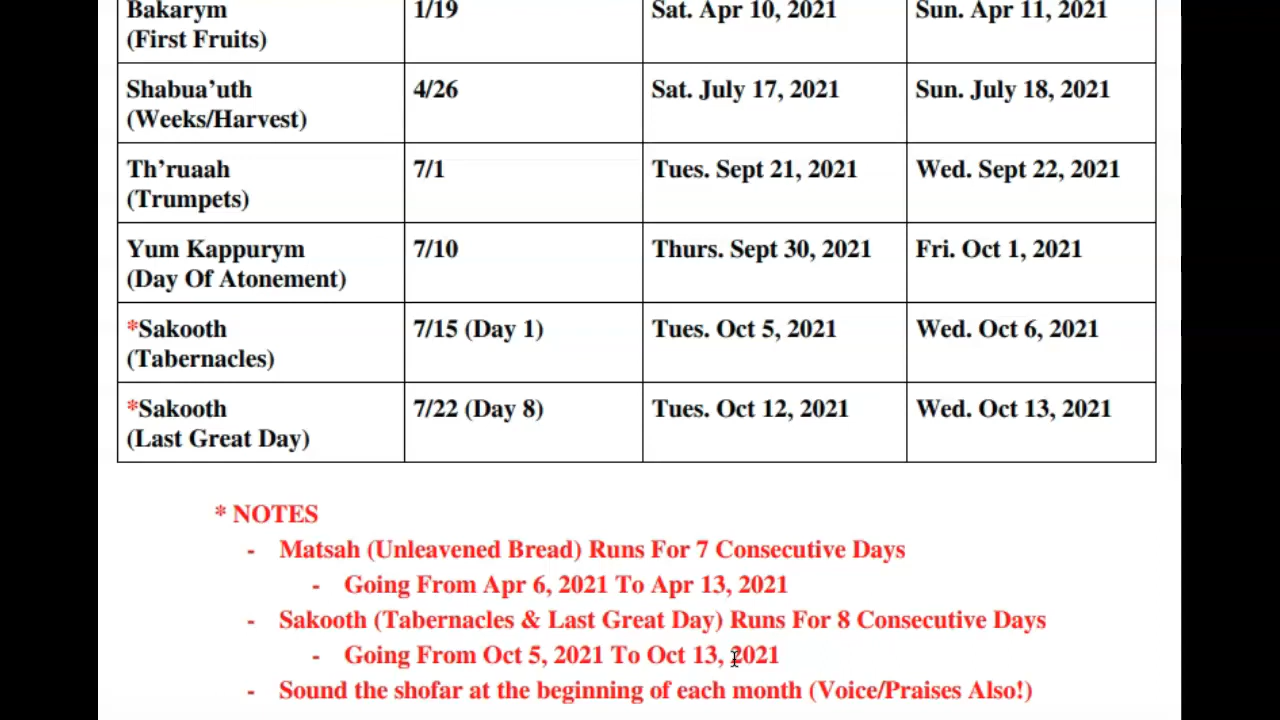 Bakarym 1/19 Sat. Apr 10, 2021 Sun. Apr 11, 2021
(First Fruits)
Shabua'uth 4/26 Sat. July 17, 2021 Sun. July 18, 2021
(Weeks/Harvest)
Th'ruaah 7/1 Tues. Sept 21, 2021 Wed. Sept 22, 2021
(Trumpets)
Yum Kappurym 7/10 Thurs. Sept 30, 2021 Fri. Oct 1, 2021
(Day Of Atonement)
*Sakooth 7/15 (Day 1) Tues. Oct 5, 2021 Wed. Oct 6, 2021
(Tabernacles)
*Sakooth 7/22 (Day 8) Tues. Oct 12, 2021 Wed. Oct 13, 2021
(Last Great Day)
* NOTES
- Matsah (Unleavened Bread) Runs For 7 Consecutive Days
- Going From Apr 6, 2021 To Apr 13, 2021
- Sakooth (Tabernacles & Last Great Day) Runs For 8 Consecutive Days
- Going From Oct 5, 2021 To Oct 13, 2021
- Sound the shofar at the beginning of each month (Voice/Praises Also!)